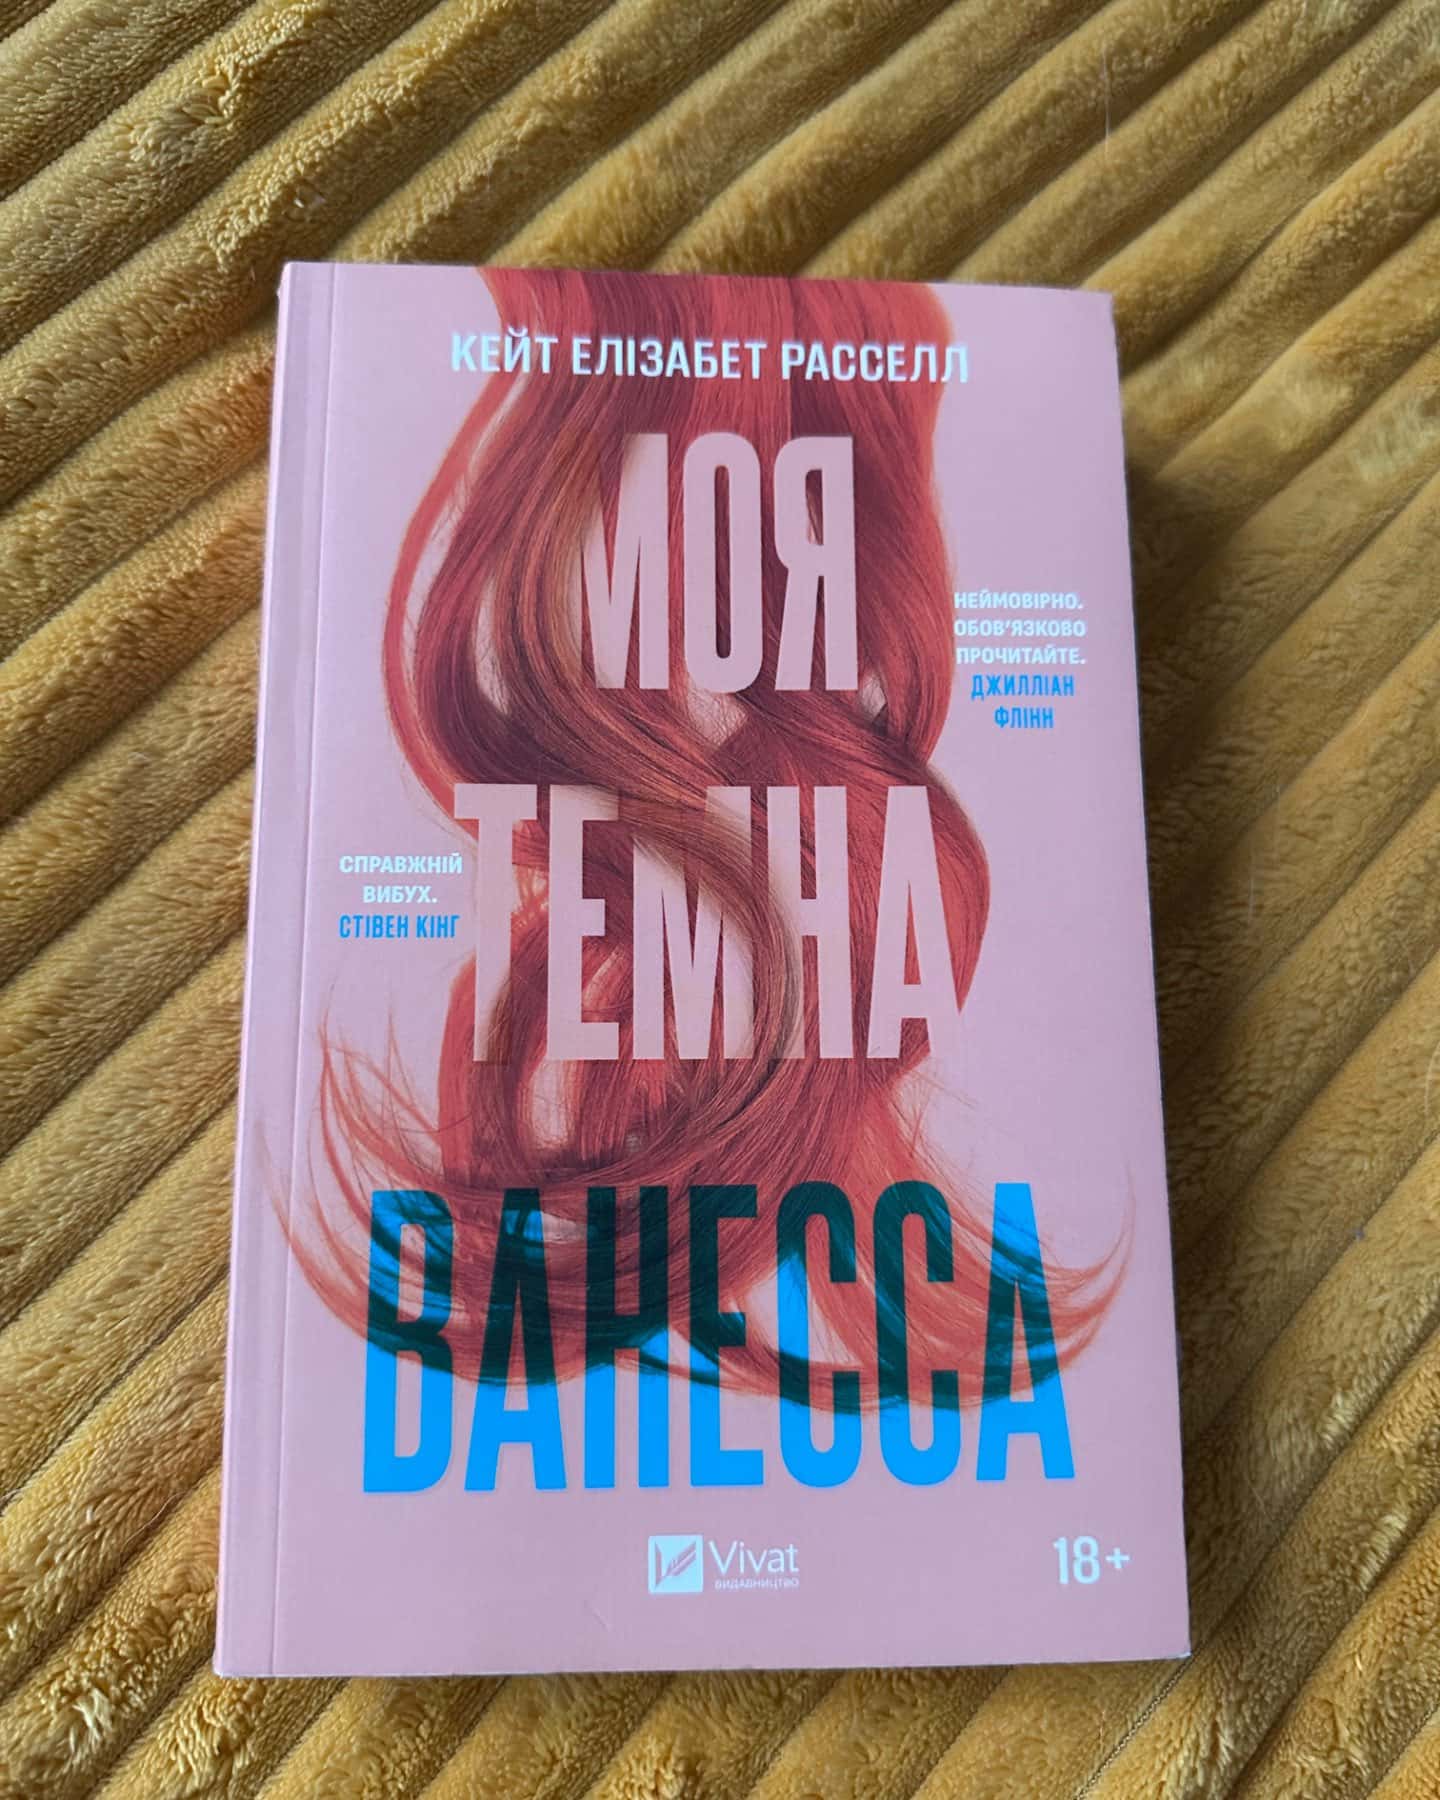 КЕЙТ ЕЛІЗАБЕТ РАССЕЛЛ
МОЯ
НЕЙМОВІРНО.
ОБОВ'ЯЗКОВО
ПРОЧИТАЙТЕ.
ДЖИЛЛІАН
ФЛІНН
ТЕМНА
СПРАВЖНІЙ
ВИБУХ.
СТІВЕН КІНГ
ВАНЕССА
Vivat
ВИДАВНИЦТВО
18+